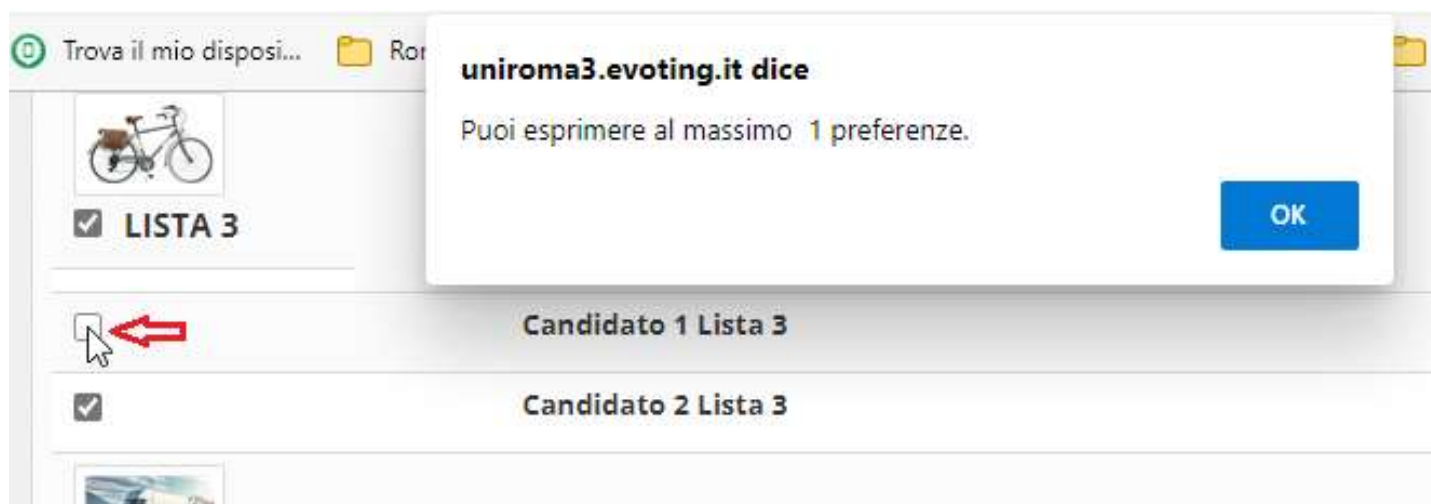 Trova il mio disposi...
Ror
uniroma3.evoting.it dice
Puoi esprimere al massimo 1 preferenze.
OK
LISTA 3
Candidato 1 Lista 3
Candidato 2 Lista 3